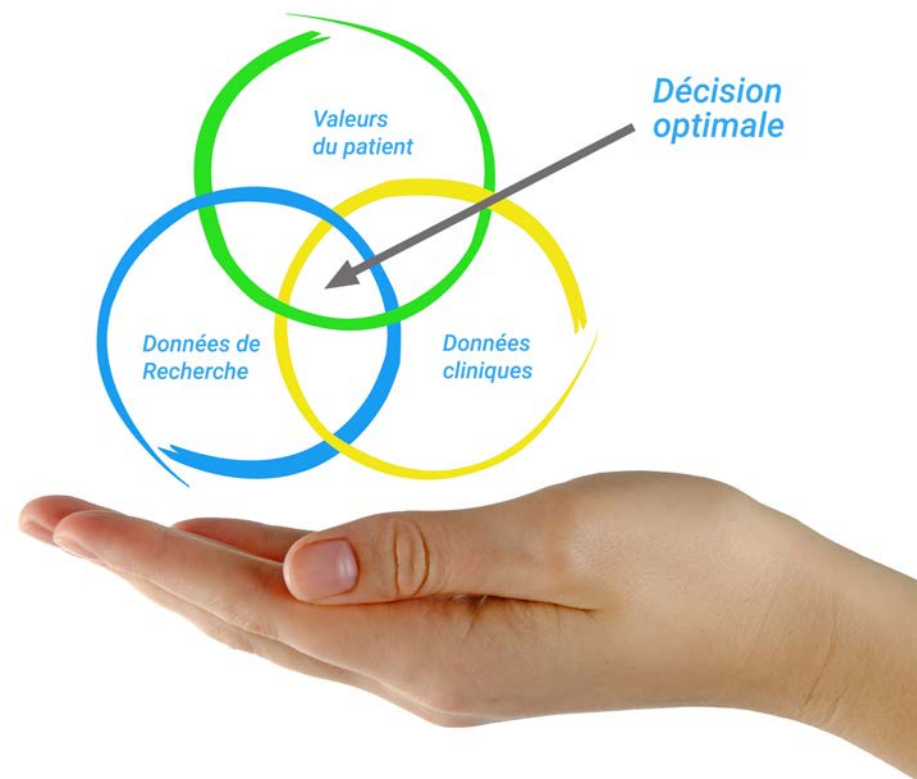 Valeurs
du patient
Décision
optimale
Données de
Recherche
Données
cliniques